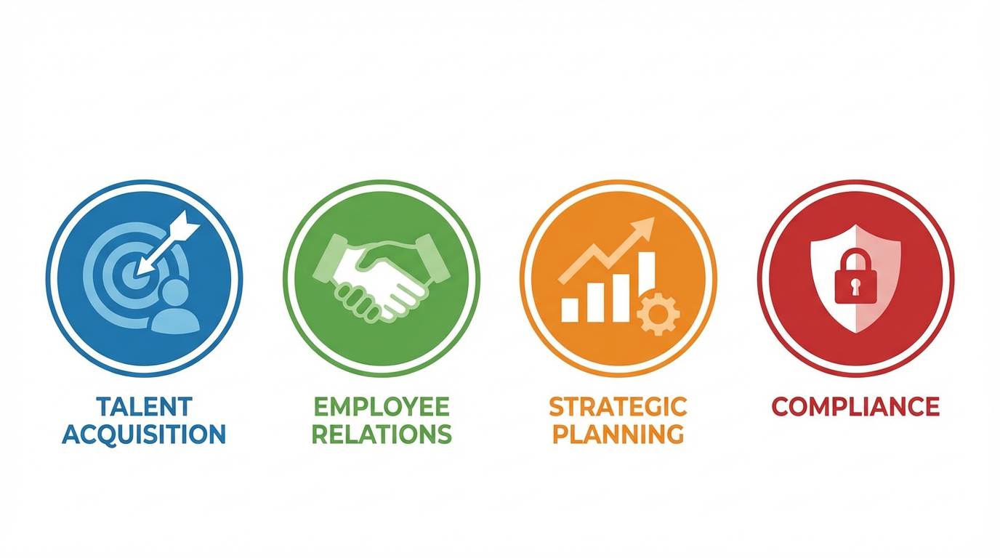 TALENT
ACQUISITION
EMPLOYEE
RELATIONS
STRATEGIC
PLANNING
COMPLIANCE